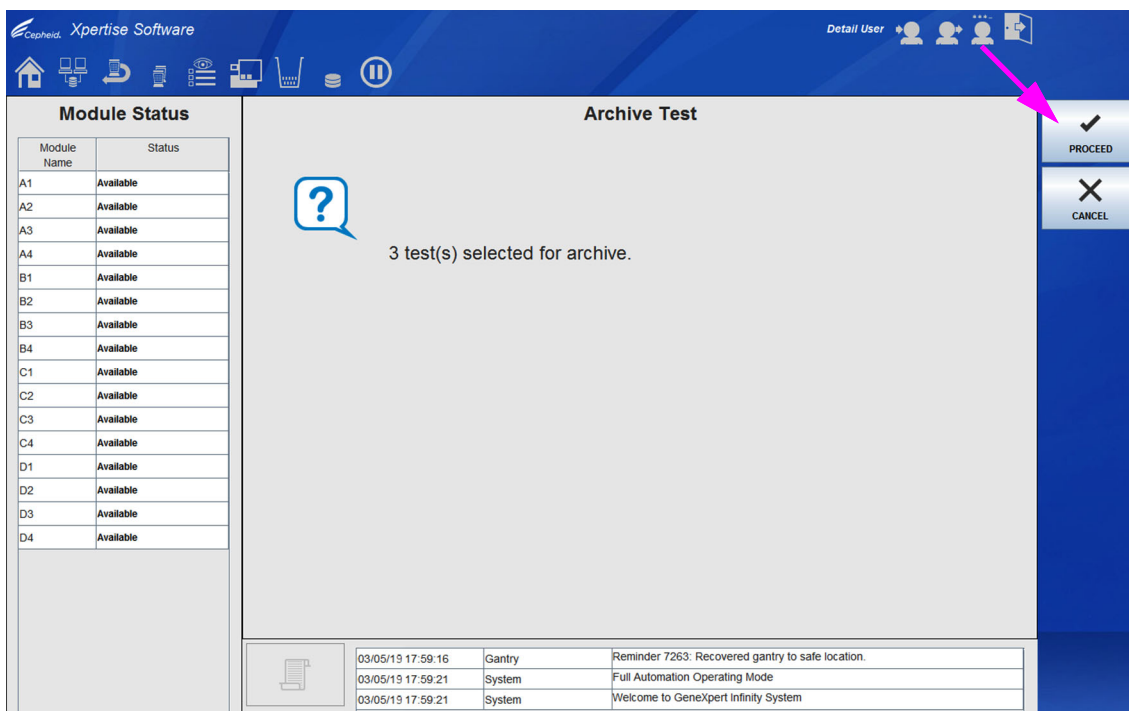 Cepheid. Xpertise Software
Detail User
Module Status
Archive Test
PROCEED
CANCEL
Module Name Status
A1 Available
A2 Available
A3 Available
A4 Available
B1 Available
B2 Available
B3 Available
B4 Available
C1 Available
C2 Available
C3 Available
C4 Available
D1 Available
D2 Available
D3 Available
D4 Available
?
3 test(s) selected for archive.
03/05/19 17:59:16 Gantry Reminder 7263: Recovered gantry to safe location.
03/05/19 17:59:21 System Full Automation Operating Mode
03/05/19 17:59:21 System Welcome to GeneXpert Infinity System